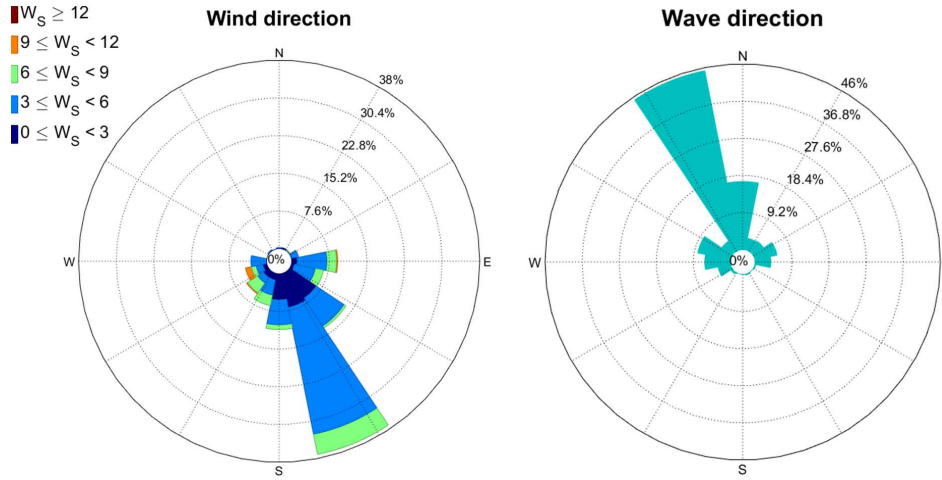 W_S ≥ 12
9 ≤ W_S < 12
6 ≤ W_S < 9
3 ≤ W_S < 6
0 ≤ W_S < 3
Wind direction
N
38%
30.4%
22.8%
15.2%
7.6%
0%
W
E
S
Wave direction
N
46%
36.8%
27.6%
18.4%
9.2%
0%
W
S